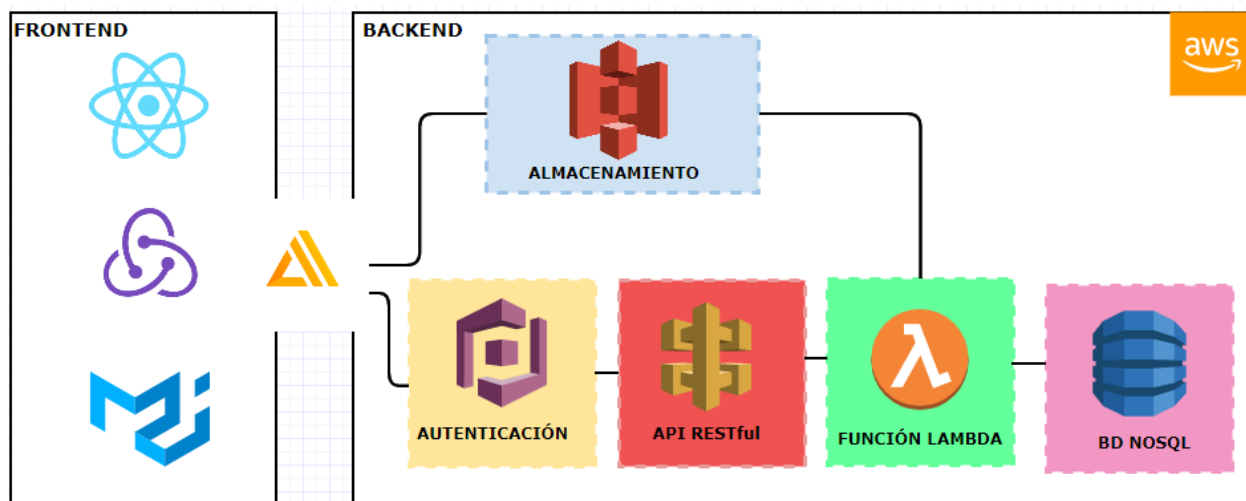 FRONTEND
BACKEND
aws
ALMACENAMIENTO
AUTENTICACIÓN
API RESTful
FUNCIÓN LAMBDA
BD NOSQL